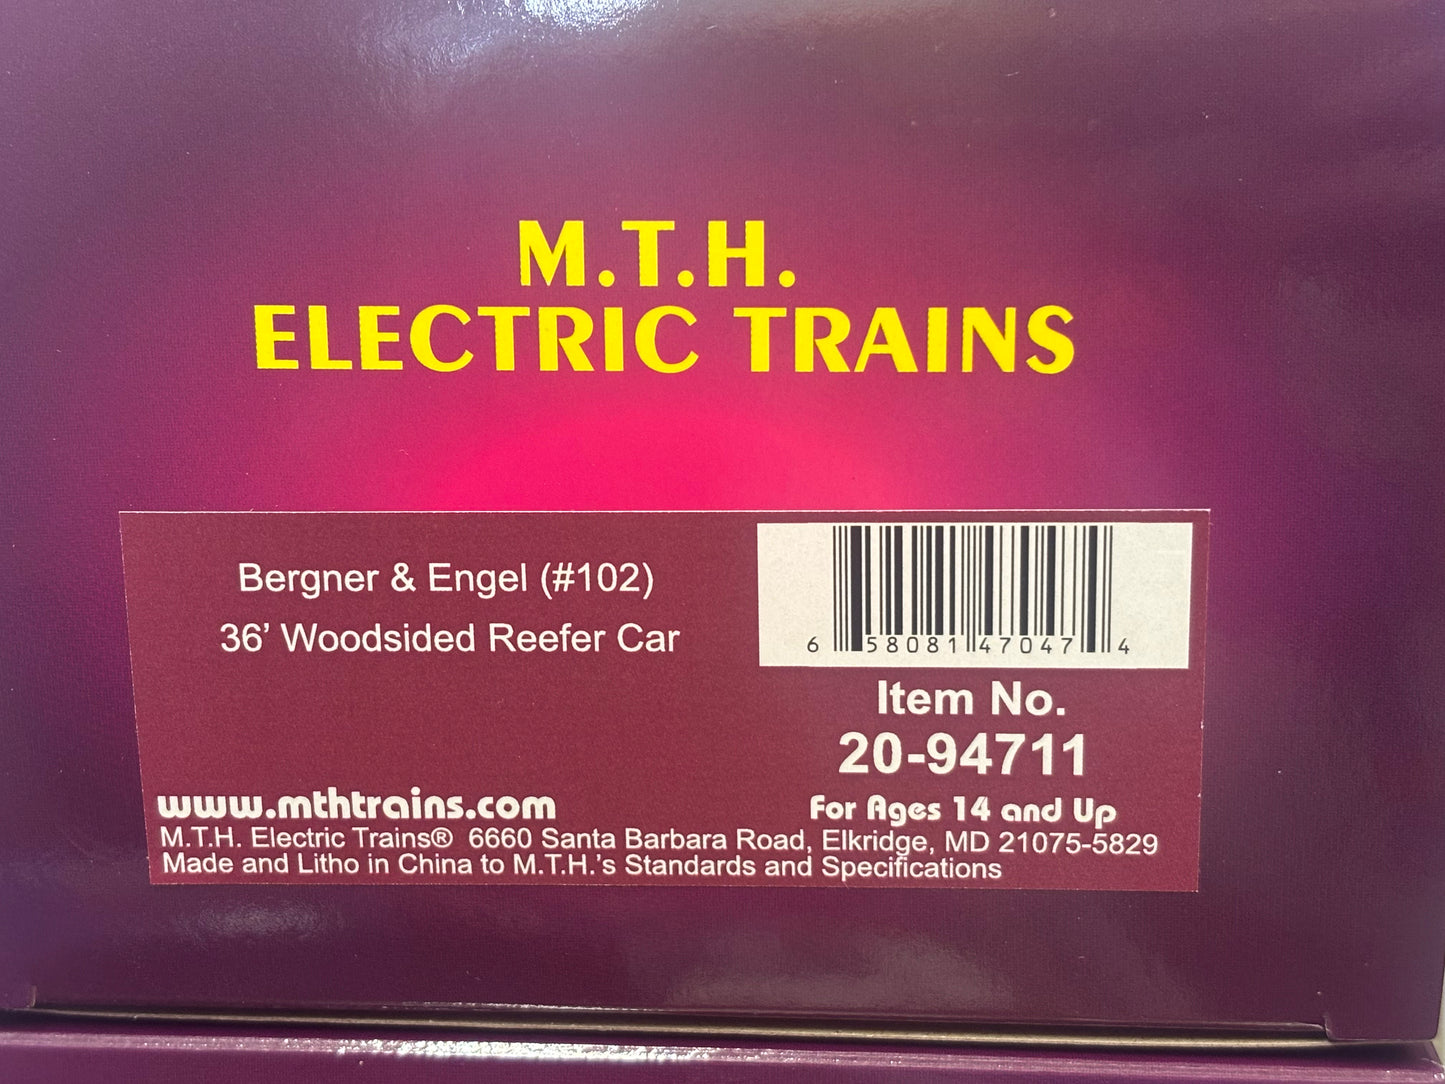 M.T.H.
ELECTRIC TRAINS
Bergner & Engel (#102)
36' Woodsided Reefer Car
6 58081 47047 4
Item No.
20-94711
www.mthtrains.com
For Ages 14 and Up
M.T.H. Electric Trains® 6660 Santa Barbara Road, Elkridge, MD 21075-5829
Made and Litho in China to M.T.H.'s Standards and Specifications